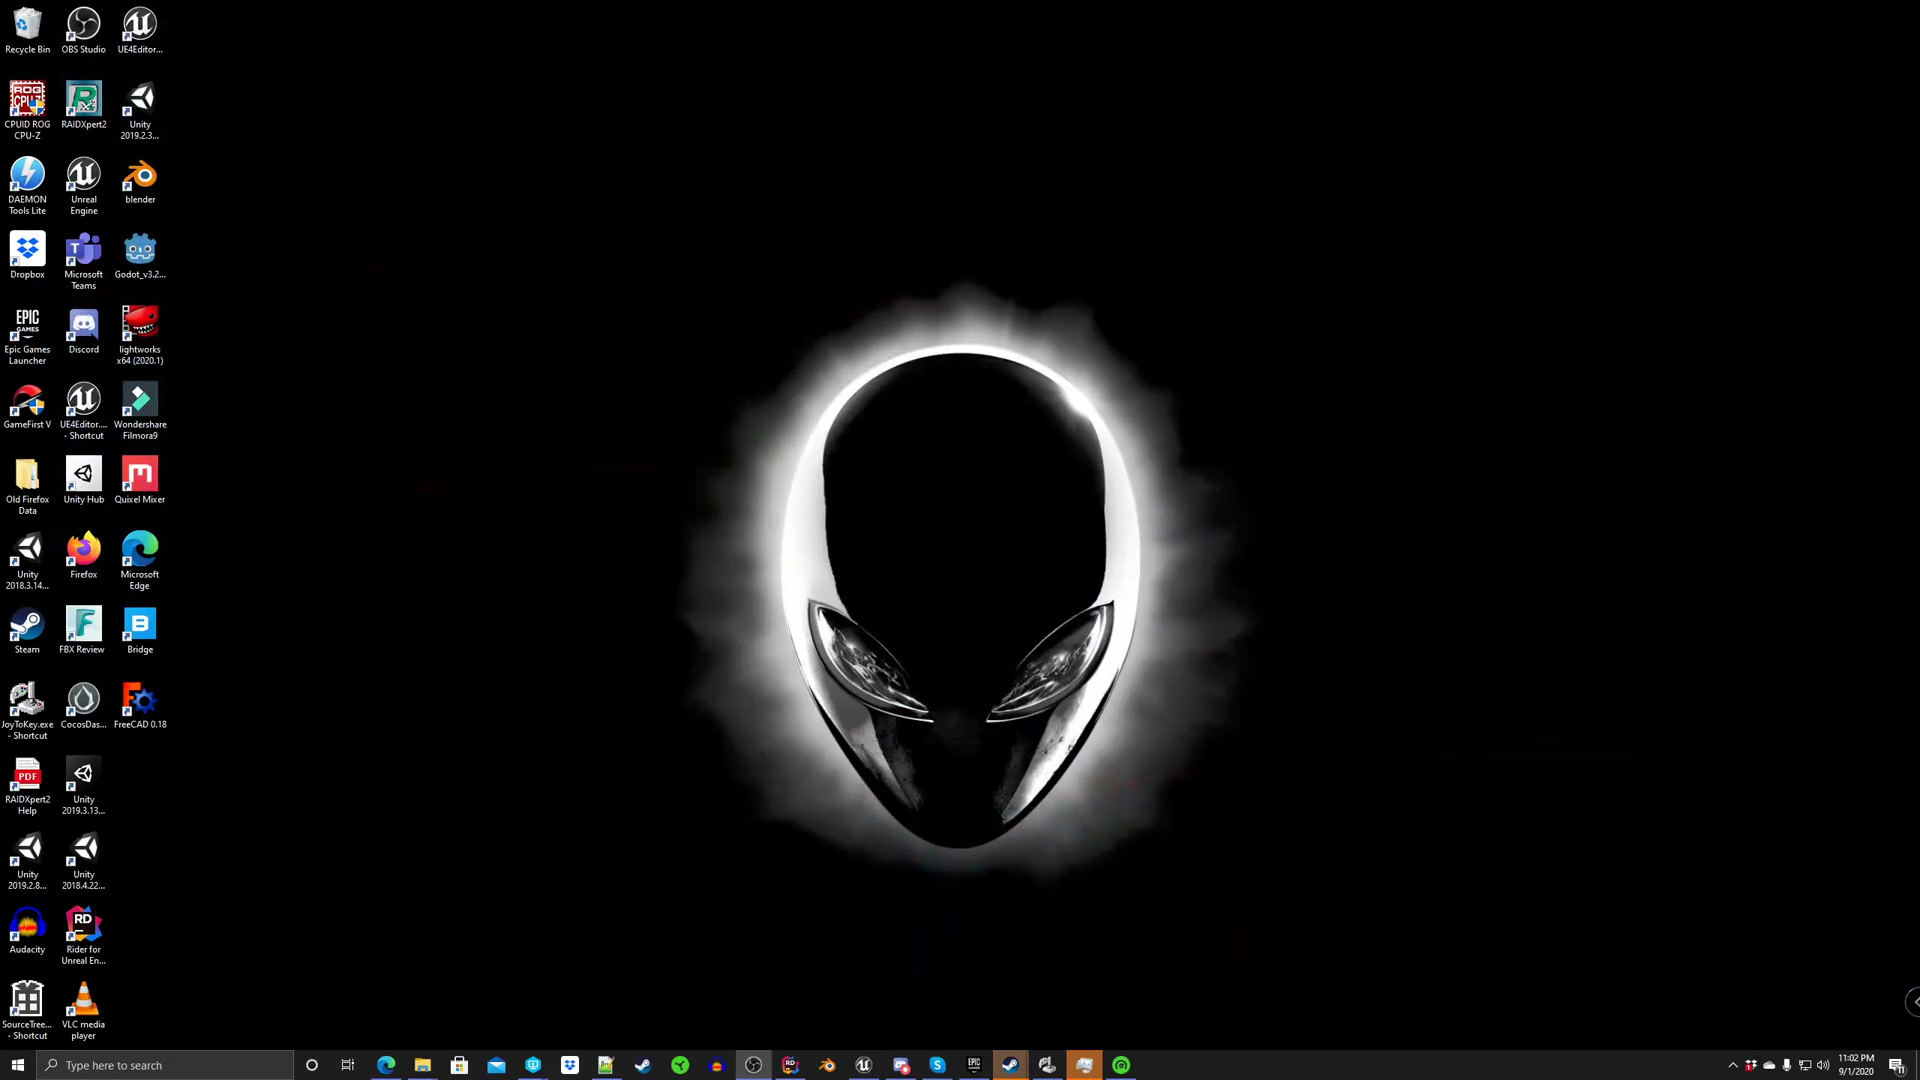 Recycle Bin
OBS Studio
UE4Editor...
CPUID ROG
CPU-Z
RAIDXpert2
Unity
2019.2.3...
DAEMON
Tools Lite
Unreal
Engine
blender
Dropbox
Microsoft
Teams
Godot_v3.2...
EPIC
GAMES
Epic Games
Launcher
Discord
lightworks
x64 (2020.1)
GameFirst V
UE4Editor....
- Shortcut
Wondershare
Filmora9
Old Firefox
Data
Unity Hub
Quixel Mixer
Unity
2018.3.14...
Firefox
Microsoft
Edge
Steam
FBX Review
Bridge
JoyToKey.exe
- Shortcut
CocosDas...
FreeCAD 0.18
PDF
RAIDXpert2
Help
Unity
2019.3.13...
Unity
2019.2.8...
Unity
2018.4.22...
Audacity
RD
Rider for
Unreal En...
SourceTree...
- Shortcut
VLC media
player
Type here to search
11:02 PM
9/1/2020